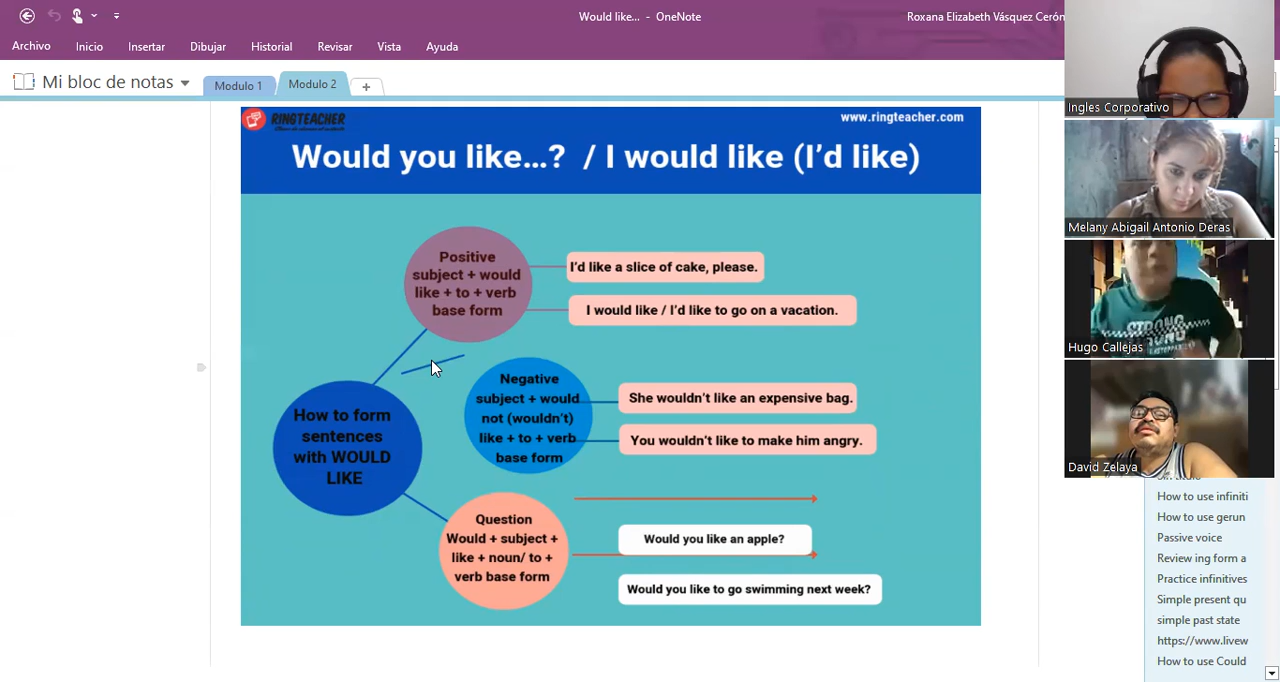 Would like... - OneNote
Roxana Elizabeth Vásquez Cerón
Archivo
Inicio
Insertar
Dibujar
Historial
Revisar
Vista
Ayuda
Mi bloc de notas
Modulo 1
Modulo 2
+
RINGTEACHER
www.ringteacher.com
Would you like...? / I would like (I'd like)
Positive
subject + would
like + to + verb
base form
I'd like a slice of cake, please.
I would like / I'd like to go on a vacation.
How to form
sentences
with WOULD
LIKE
Negative
subject + would
not (wouldn't)
like + to + verb
base form
She wouldn't like an expensive bag.
You wouldn't like to make him angry.
Question
Would + subject +
like + noun/ to +
verb base form
Would you like an apple?
Would you like to go swimming next week?
Ingles Corporativo
Melany Abigail Antonio Deras
STRONG
Hugo Callejas
David Zelaya
How to use infiniti
How to use gerun
Passive voice
Review ing form a
Practice infinitives
Simple present qu
simple past state
https://www.livew
How to use Could